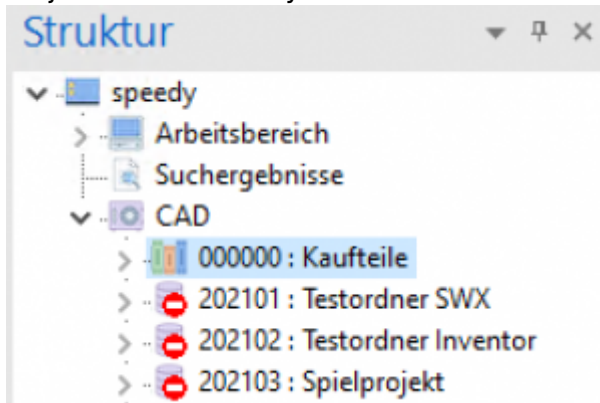 Struktur
speedy
Arbeitsbereich
Suchergebnisse
CAD
000000 : Kaufteile
202101 : Testordner SWX
202102 : Testordner Inventor
202103 : Spielprojekt